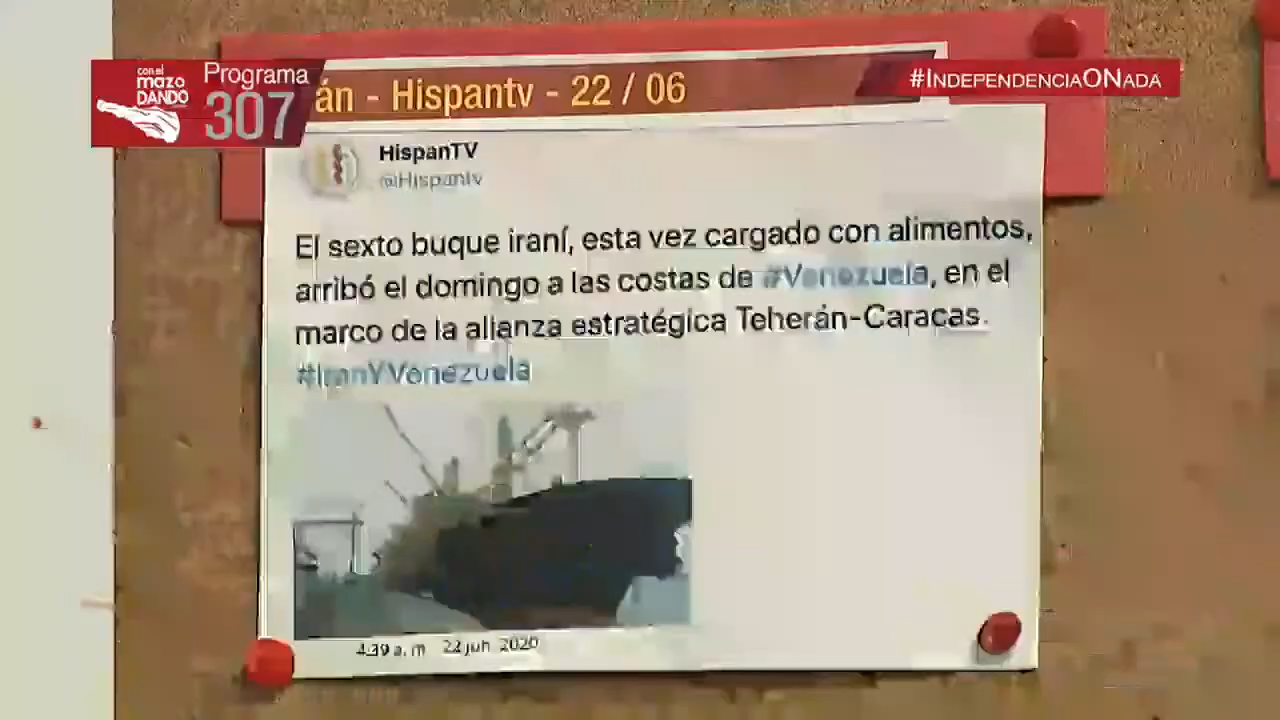 con el
mazo
DANDO
Programa
307
#INDEPENDENCIAONADA
án - Hispantv - 22 / 06
HispanTV
@Hispantv
El sexto buque iraní, esta vez cargado con alimentos,
arribó el domingo a las costas de #Venezuela, en el
marco de la alianza estratégica Teherán-Caracas.
#IranYVenezuela
4:39 a. m 22 jun. 2020